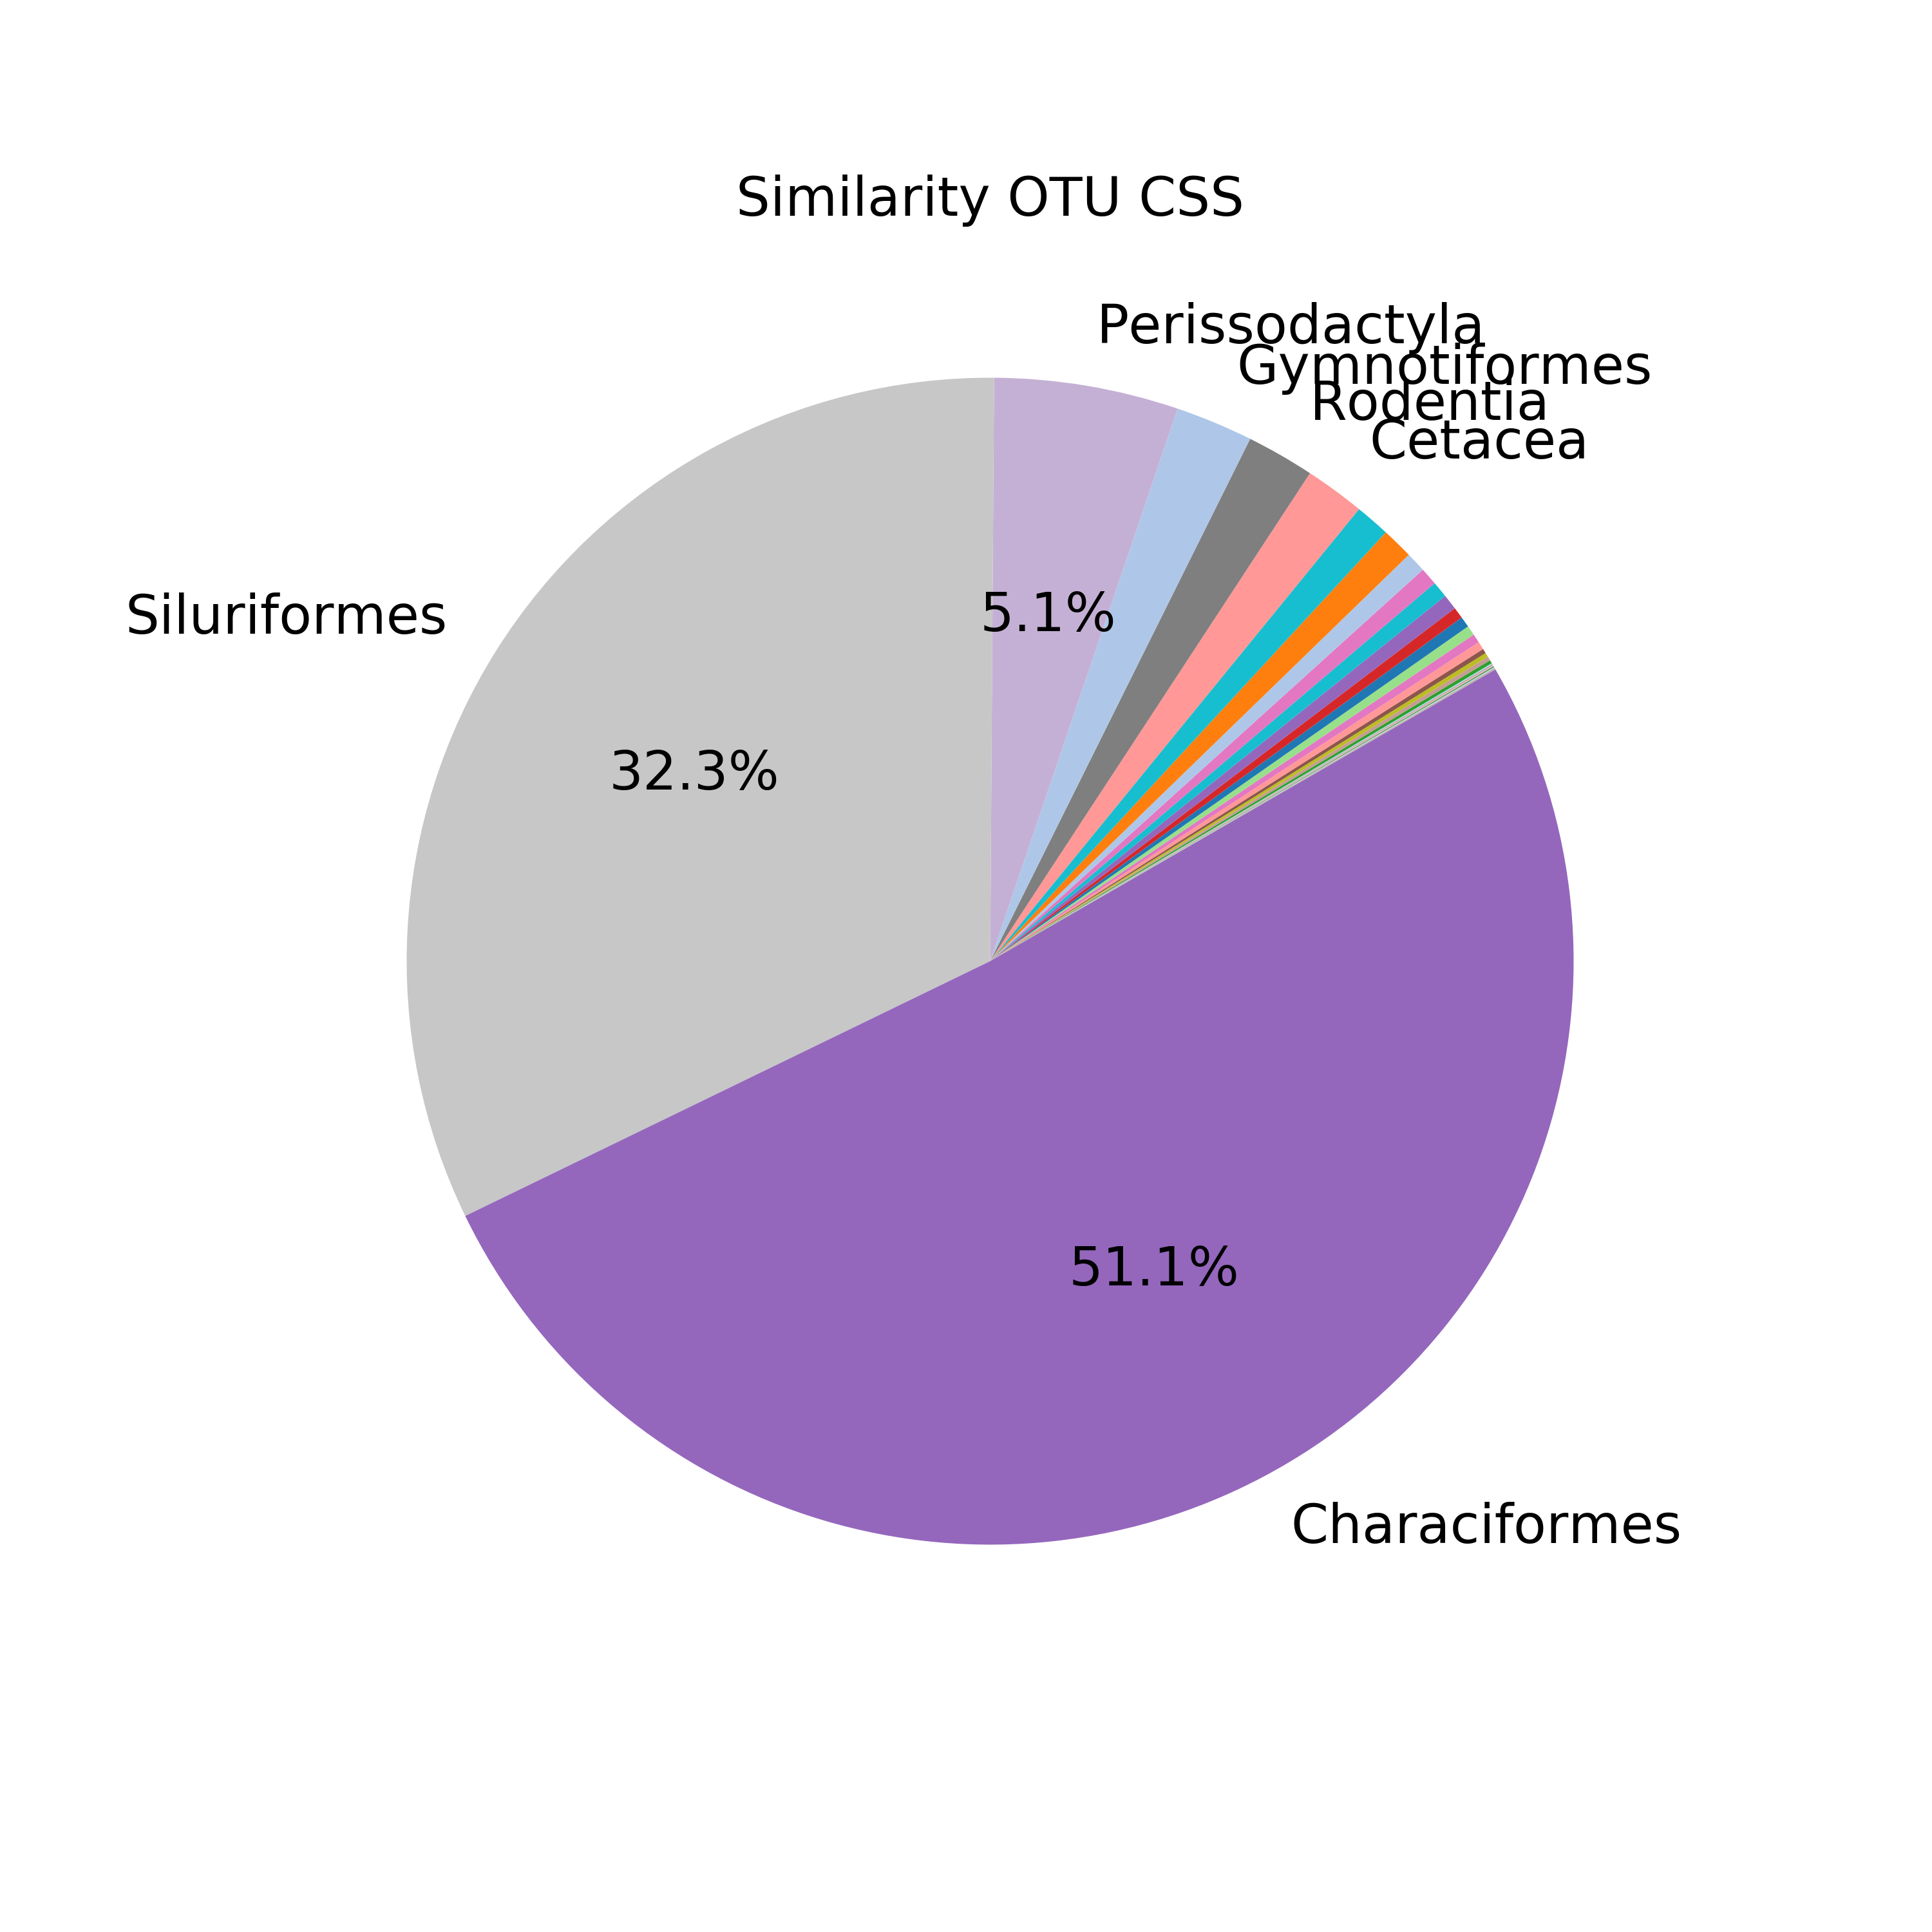 Similarity OTU CSS
Perissodactyla
Gymnotiformes
Rodentia
Cetacea
Siluriformes
5.1%
32.3%
51.1%
Characiformes